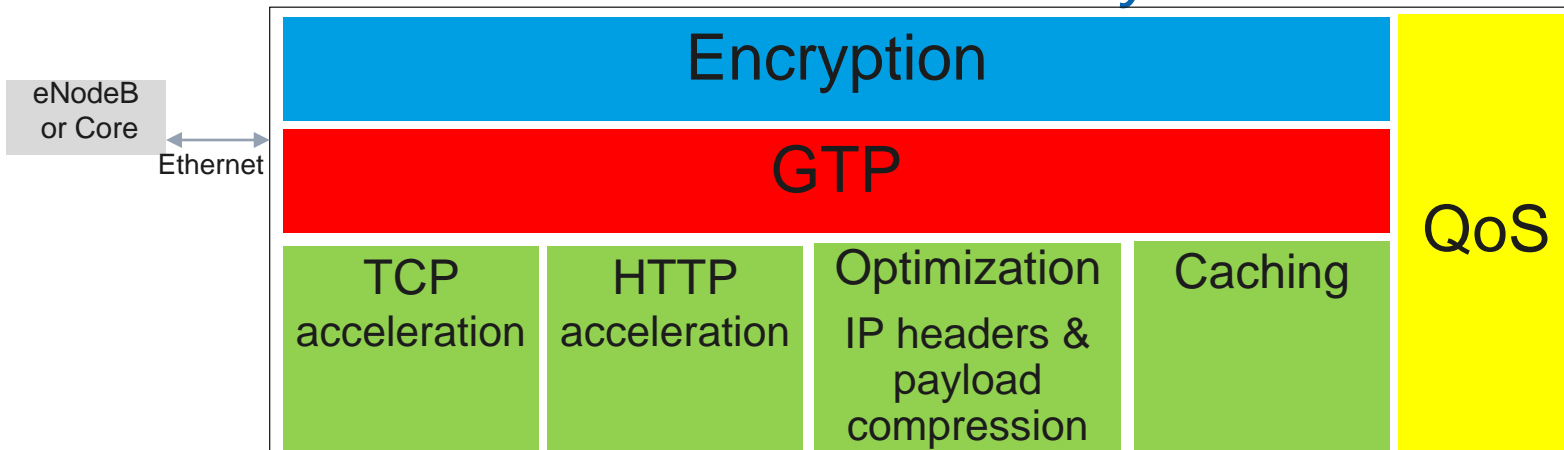 Encryption
eNodeB
or Core
Ethernet
GTP
QoS
TCP
acceleration
HTTP
acceleration
Optimization
IP headers &
payload
compression
Caching